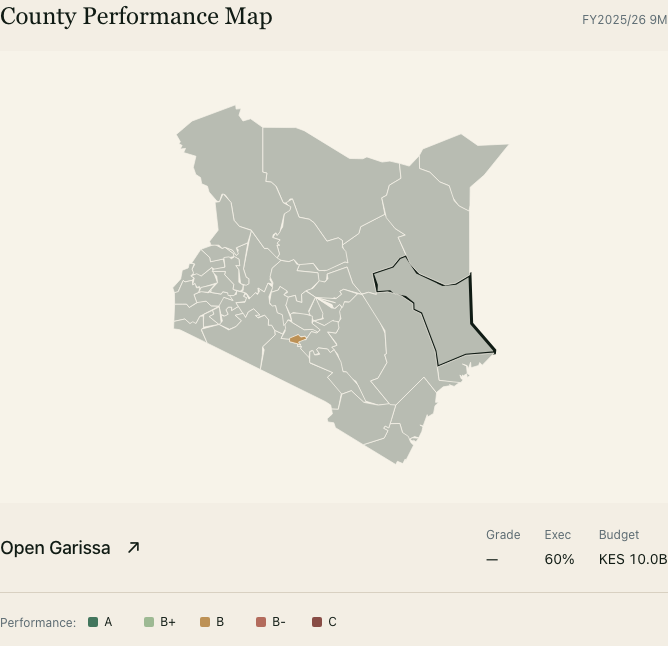 County Performance Map
FY2025/26 9M
Open Garissa ↗
Grade Exec Budget
— 60% KES 10.0B
Performance: A B+ B B- C